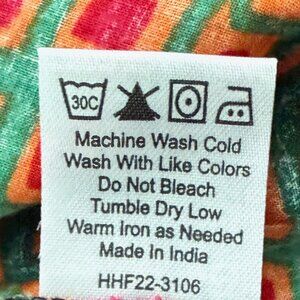 30C
Machine Wash Cold
Wash With Like Colors
Do Not Bleach
Tumble Dry Low
Warm Iron as Needed
Made In India
HHF22-3106